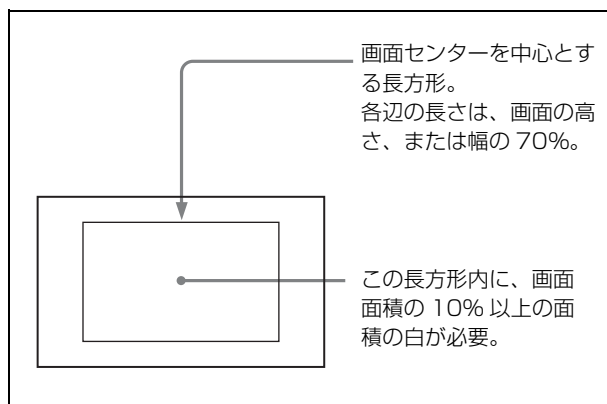 画面センターを中心とす
る長方形。
各辺の長さは、画面の高
さ、または幅の 70%。
この長方形内に、画面
面積の 10% 以上の面
積の白が必要。